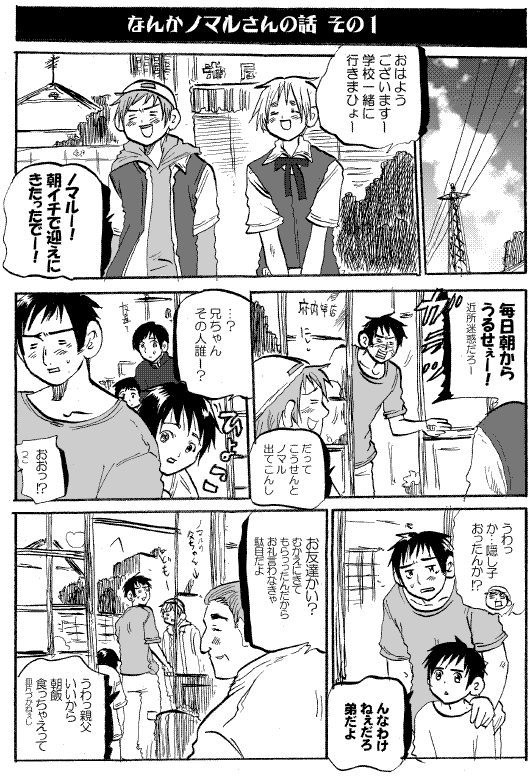 なんかノマルさんの話 その1
おはよう
ございますー
学校一緒に
行きまひょー
ノマルー！
朝イチで迎えに
きだったでー！
毎日朝から
うるせぇー！
近所迷惑だろー
だって
こうせんと
ノマル
出てこんし
…？
兄ちゃん
その人誰ー？
ひょこっ
おおっ!?
うわっ
か…隠し子
おったんか!?
んなわけ
ねぇだろ
弟だよ
お友達かい？
むかえにきて
もらったんだから
お礼言わなきゃ
駄目だよ
うわっ親父
いいから
朝飯
食っちゃえって